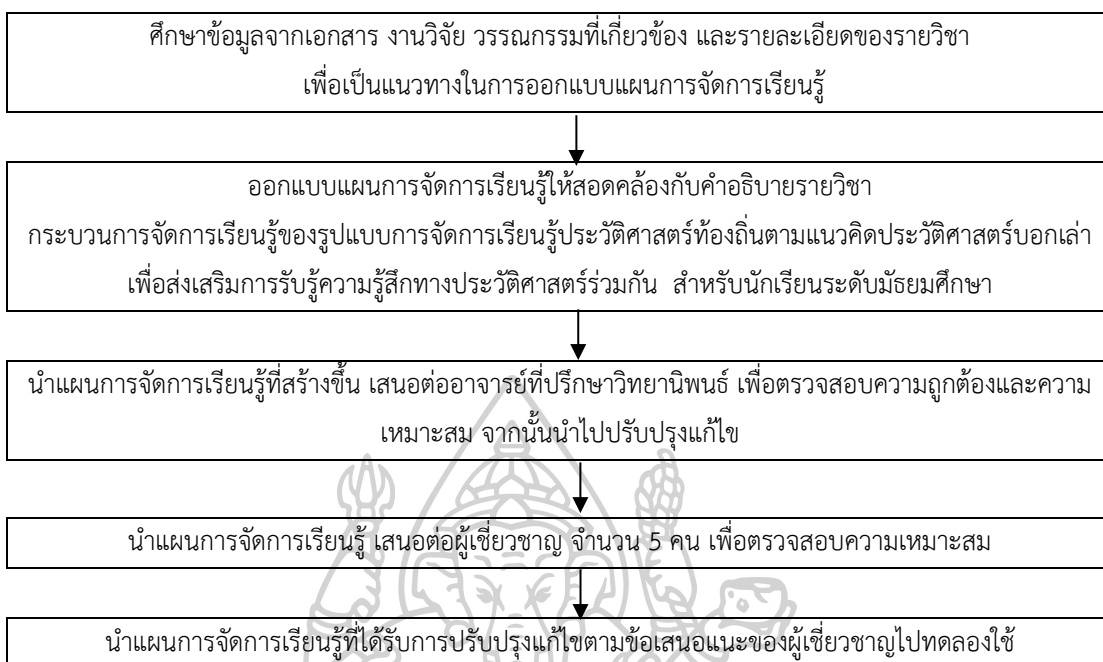 ศึกษาข้อมูลจากเอกสาร งานวิจัย วรรณกรรมที่เกี่ยวข้อง และรายละเอียดของรายวิชา
เพื่อเป็นแนวทางในการออกแบบแผนการจัดการเรียนรู้
ออกแบบแผนการจัดการเรียนรู้ให้สอดคล้องกับคำอธิบายรายวิชา
กระบวนการจัดการเรียนรู้ของรูปแบบการจัดการเรียนรู้ประวัติศาสตร์ท้องถิ่นตามแนวคิดประวัติศาสตร์บอกเล่า
เพื่อส่งเสริมการรับรู้ความรู้สึกทางประวัติศาสตร์ร่วมกัน สำหรับนักเรียนระดับมัธยมศึกษา
นำแผนการจัดการเรียนรู้ที่สร้างขึ้น เสนอต่ออาจารย์ที่ปรึกษาวิทยานิพนธ์ เพื่อตรวจสอบความถูกต้องและความ
เหมาะสม จากนั้นนำไปปรับปรุงแก้ไข
นำแผนการจัดการเรียนรู้ เสนอต่อผู้เชี่ยวชาญ จำนวน 5 คน เพื่อตรวจสอบความเหมาะสม
นำแผนการจัดการเรียนรู้ที่ได้รับการปรับปรุงแก้ไขตามข้อเสนอแนะของผู้เชี่ยวชาญไปทดลองใช้